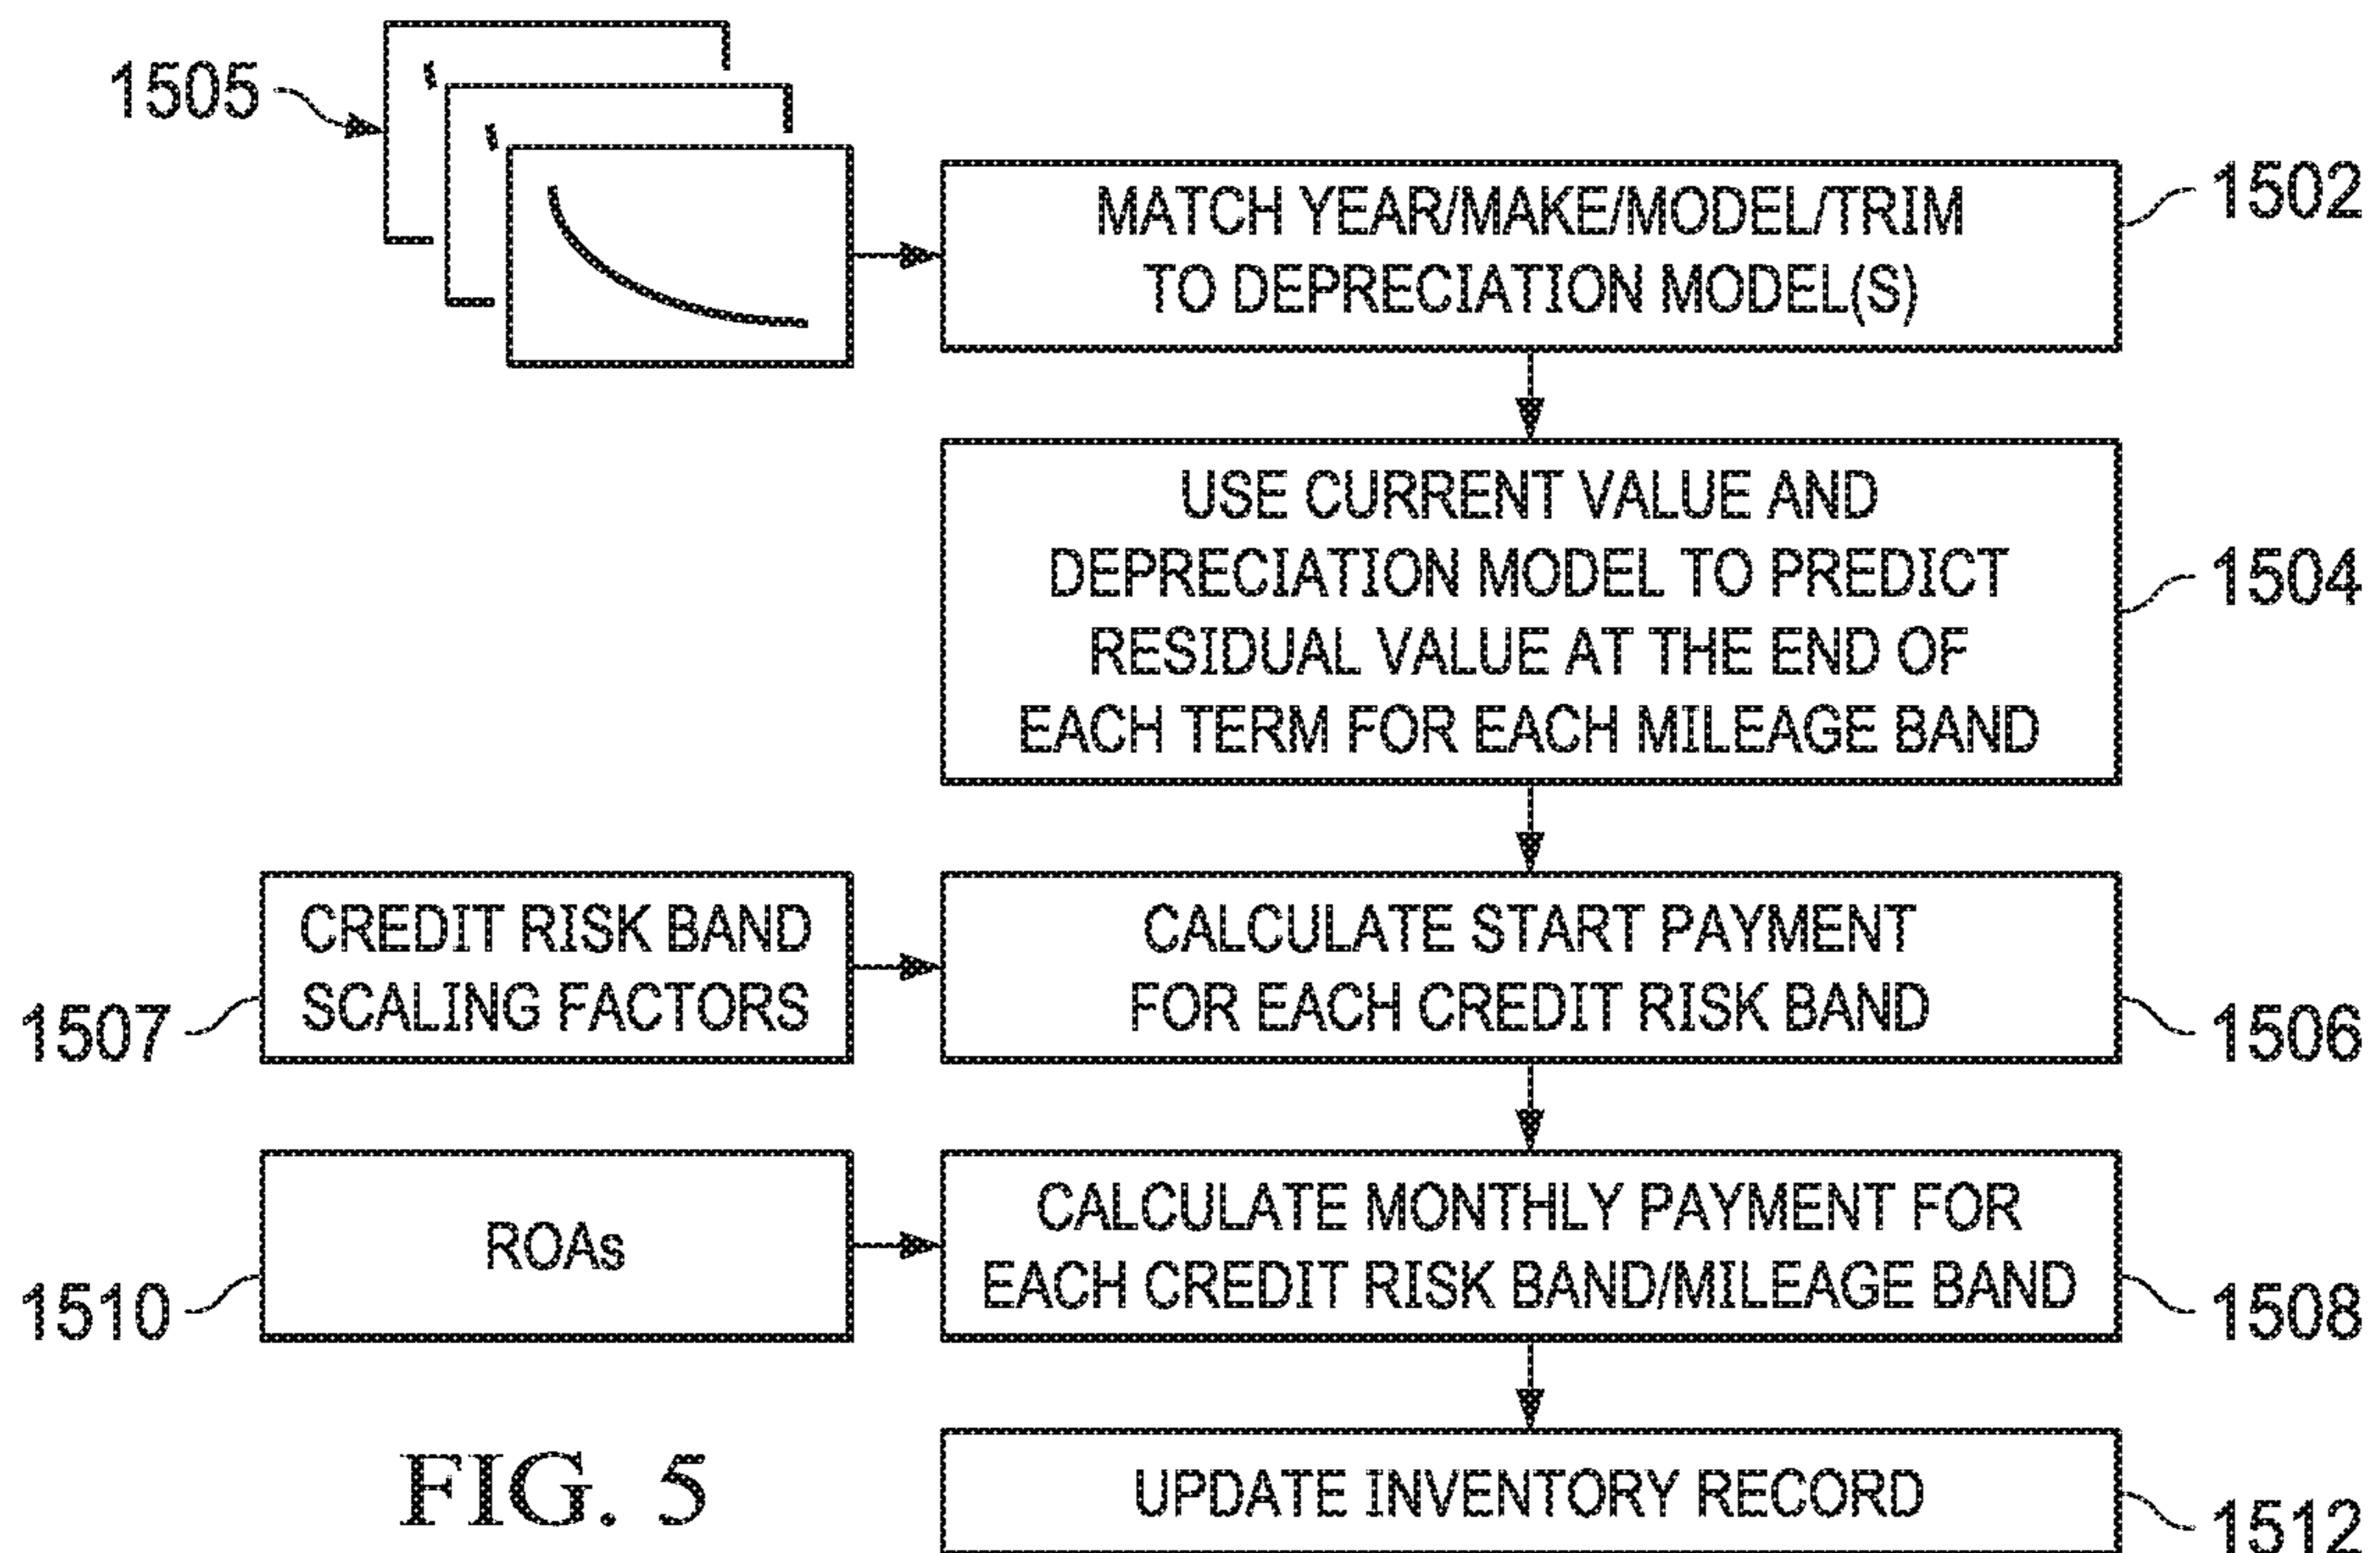 1505
MATCH YEAR/MAKE/MODEL/TRIM
TO DEPRECIATION MODEL(S)
1502
USE CURRENT VALUE AND
DEPRECIATION MODEL TO PREDICT
RESIDUAL VALUE AT THE END OF
EACH TERM FOR EACH MILEAGE BAND
1504
CREDIT RISK BAND
SCALING FACTORS
1507
CALCULATE START PAYMENT
FOR EACH CREDIT RISK BAND
1506
ROAs
1510
CALCULATE MONTHLY PAYMENT FOR
EACH CREDIT RISK BAND/MILEAGE BAND
1508
FIG. 5
UPDATE INVENTORY RECORD
1512